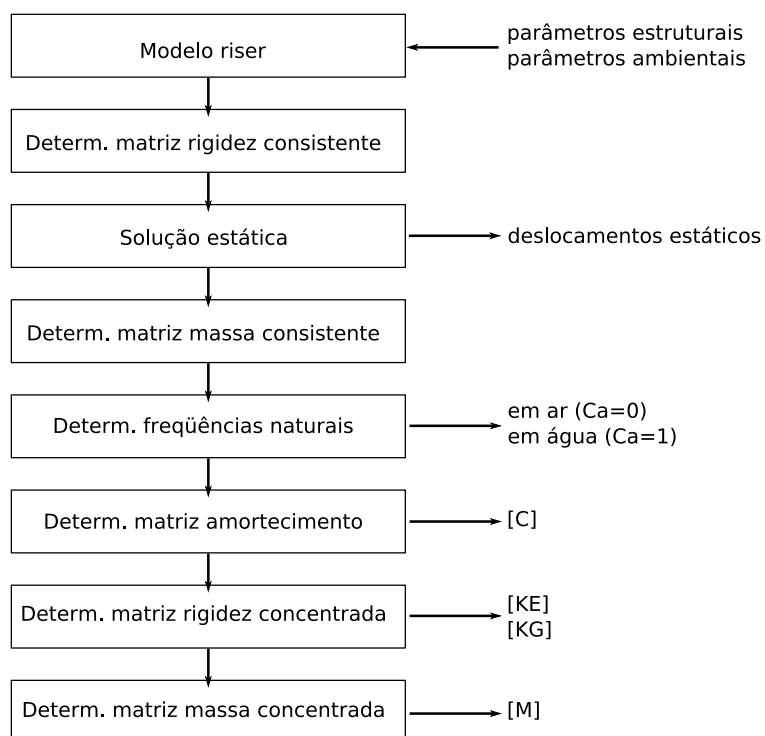 Modelo riser
parâmetros estruturais
parâmetros ambientais
Determ. matriz rigidez consistente
Solução estática
deslocamentos estáticos
Determ. matriz massa consistente
Determ. freqüências naturais
em ar (Ca=0)
em água (Ca=1)
Determ. matriz amortecimento
[C]
Determ. matriz rigidez concentrada
[KE]
[KG]
Determ. matriz massa concentrada
[M]